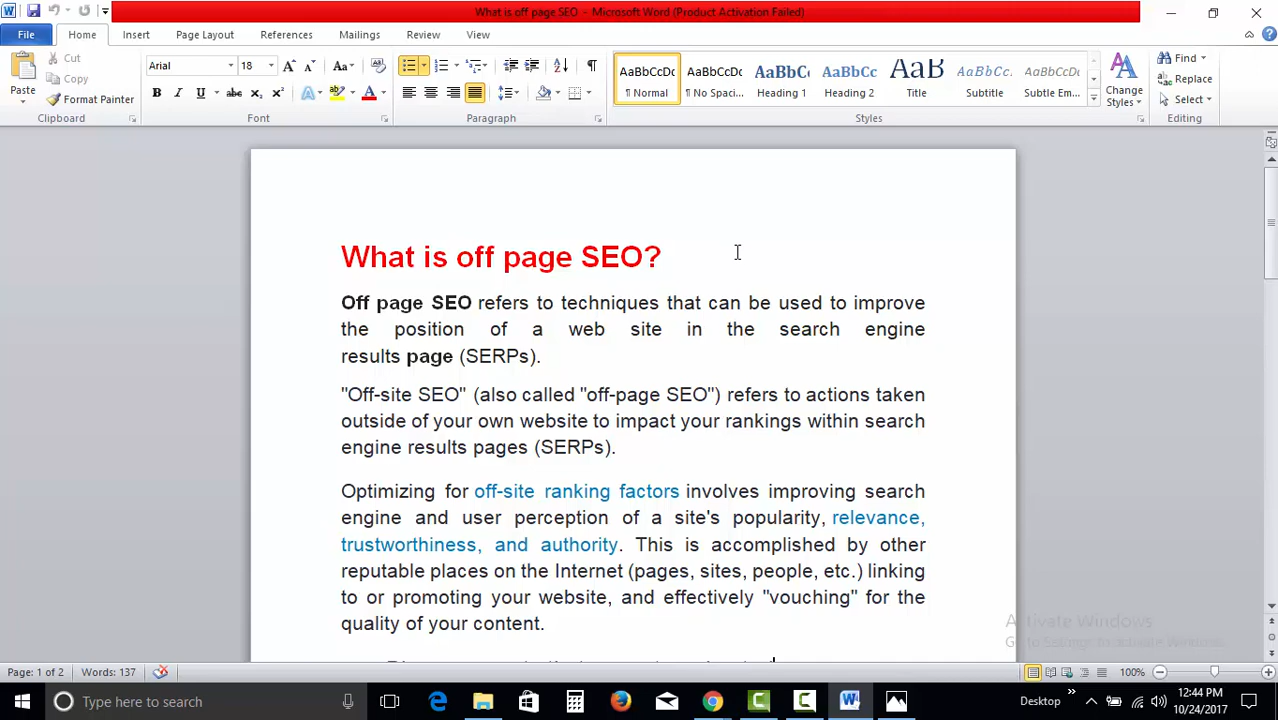 What is off page SEO - Microsoft Word (Product Activation Failed)
File Home Insert Page Layout References Mailings Review View
Paste
Cut
Copy
Format Painter
Clipboard
Arial 18
Font
Paragraph
AaBbCcDc AaBbCcDc AaBbCc AaBbCc AaB AaBbCcDc AaBbCcDc
¶ Normal ¶ No Spaci... Heading 1 Heading 2 Title Subtitle Subtle Em...
Change
Styles
Styles
Find
Replace
Select
Editing
What is off page SEO?
Off page SEO refers to techniques that can be used to improve
the position of a web site in the search engine
results page (SERPs).
"Off-site SEO" (also called "off-page SEO") refers to actions taken
outside of your own website to impact your rankings within search
engine results pages (SERPs).
Optimizing for off-site ranking factors involves improving search
engine and user perception of a site's popularity, relevance,
trustworthiness, and authority. This is accomplished by other
reputable places on the Internet (pages, sites, people, etc.) linking
to or promoting your website, and effectively "vouching" for the
quality of your content.
Activate Windows
Go to Settings to activate Windows.
Page: 1 of 2 Words: 137 100%
Type here to search
Desktop
12:44 PM
10/24/2017